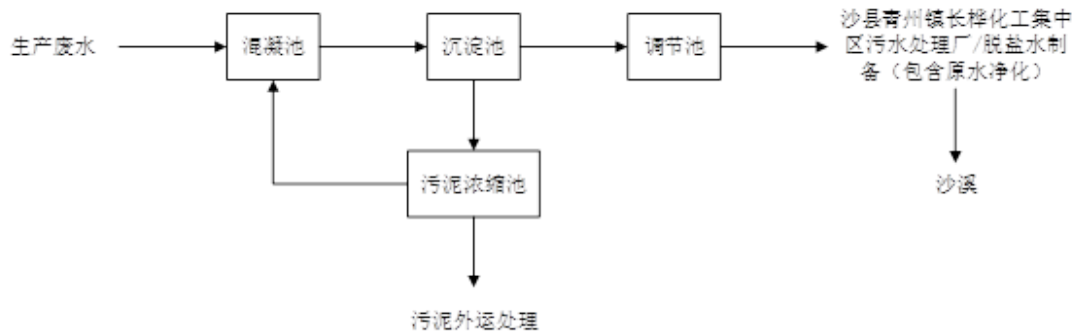 沙县青州镇长桦化工集中
生产废水
混凝池
沉淀池
调节池
区污水处理厂/脱盐水制
备（包含原水净化）
污泥浓缩池
沙溪
污泥外运处理